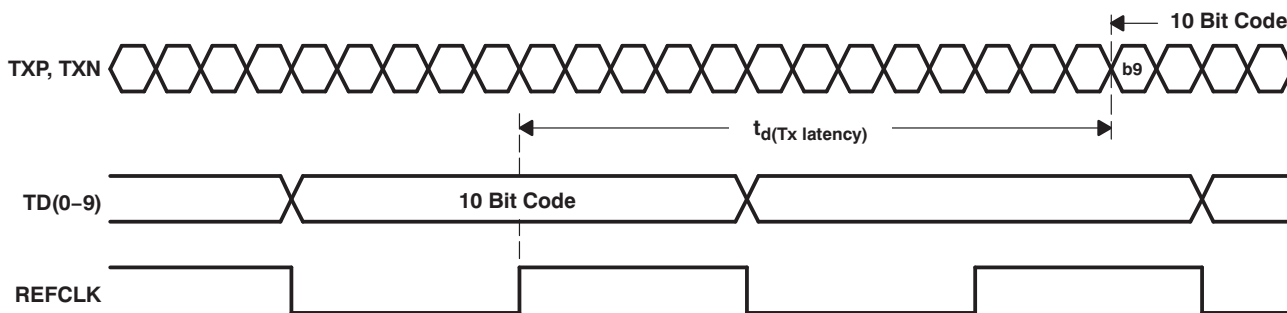 10 Bit Code
TXP, TXN
b9
td(Tx latency)
TD(0–9)
10 Bit Code
REFCLK